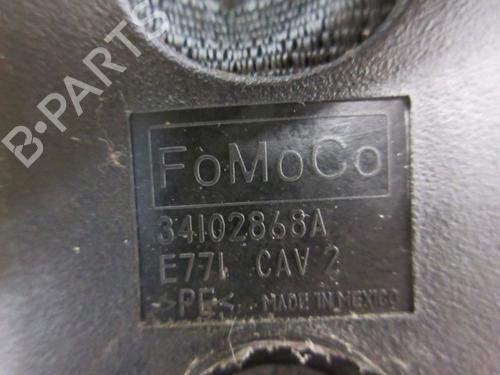 B·PARTS
FoMoCo
34102868A
E771 CAV 2
>PE< MADE IN MEXICO